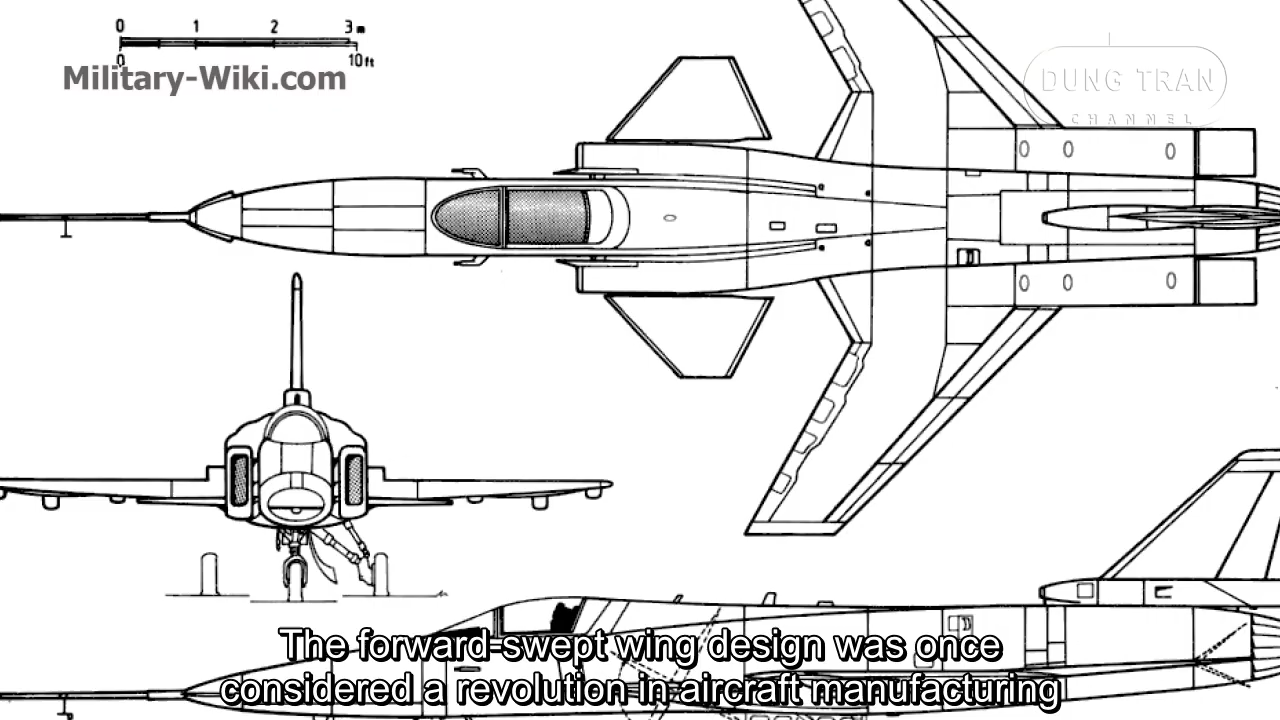 0 1 2 3 m
0 10 ft
Military-Wiki.com
DUNG TRAN
CHANNEL
The forward-swept wing design was once
considered a revolution in aircraft manufacturing